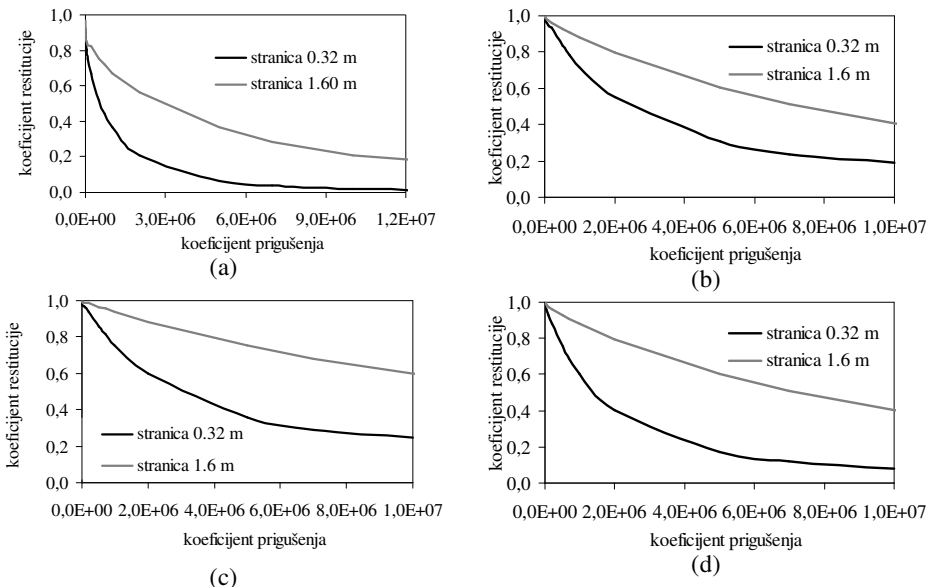 koeficijent restitucije
1,0
0,8
0,6
0,4
0,2
0,0
stranica 0.32 m
stranica 1.60 m
0,0E+00 3,0E+06 6,0E+06 9,0E+06 1,2E+07
koeficijent prigušenja
(a)
koeficijent restitucije
1,0
0,8
0,6
0,4
0,2
0,0
stranica 0.32 m
stranica 1.6 m
0,0E+00 2,0E+06 4,0E+06 6,0E+06 8,0E+06 1,0E+07
koeficijent prigušenja
(b)
koeficijent restitucije
1,0
0,8
0,6
0,4
0,2
0,0
stranica 0.32 m
stranica 1.6 m
0,0E+00 2,0E+06 4,0E+06 6,0E+06 8,0E+06 1,0E+07
koeficijent prigušenja
(c)
koeficijent restitucije
1,0
0,8
0,6
0,4
0,2
0,0
stranica 0.32 m
stranica 1.6 m
0,0E+00 2,0E+06 4,0E+06 6,0E+06 8,0E+06 1,0E+07
koeficijent prigušenja
(d)